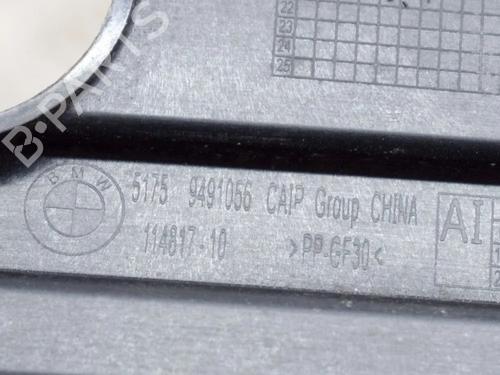 22
23
24
25
B-PARTS
BMW
5175 9491056 CAIP Group CHINA
114817-10 >PP-GF30<
AI